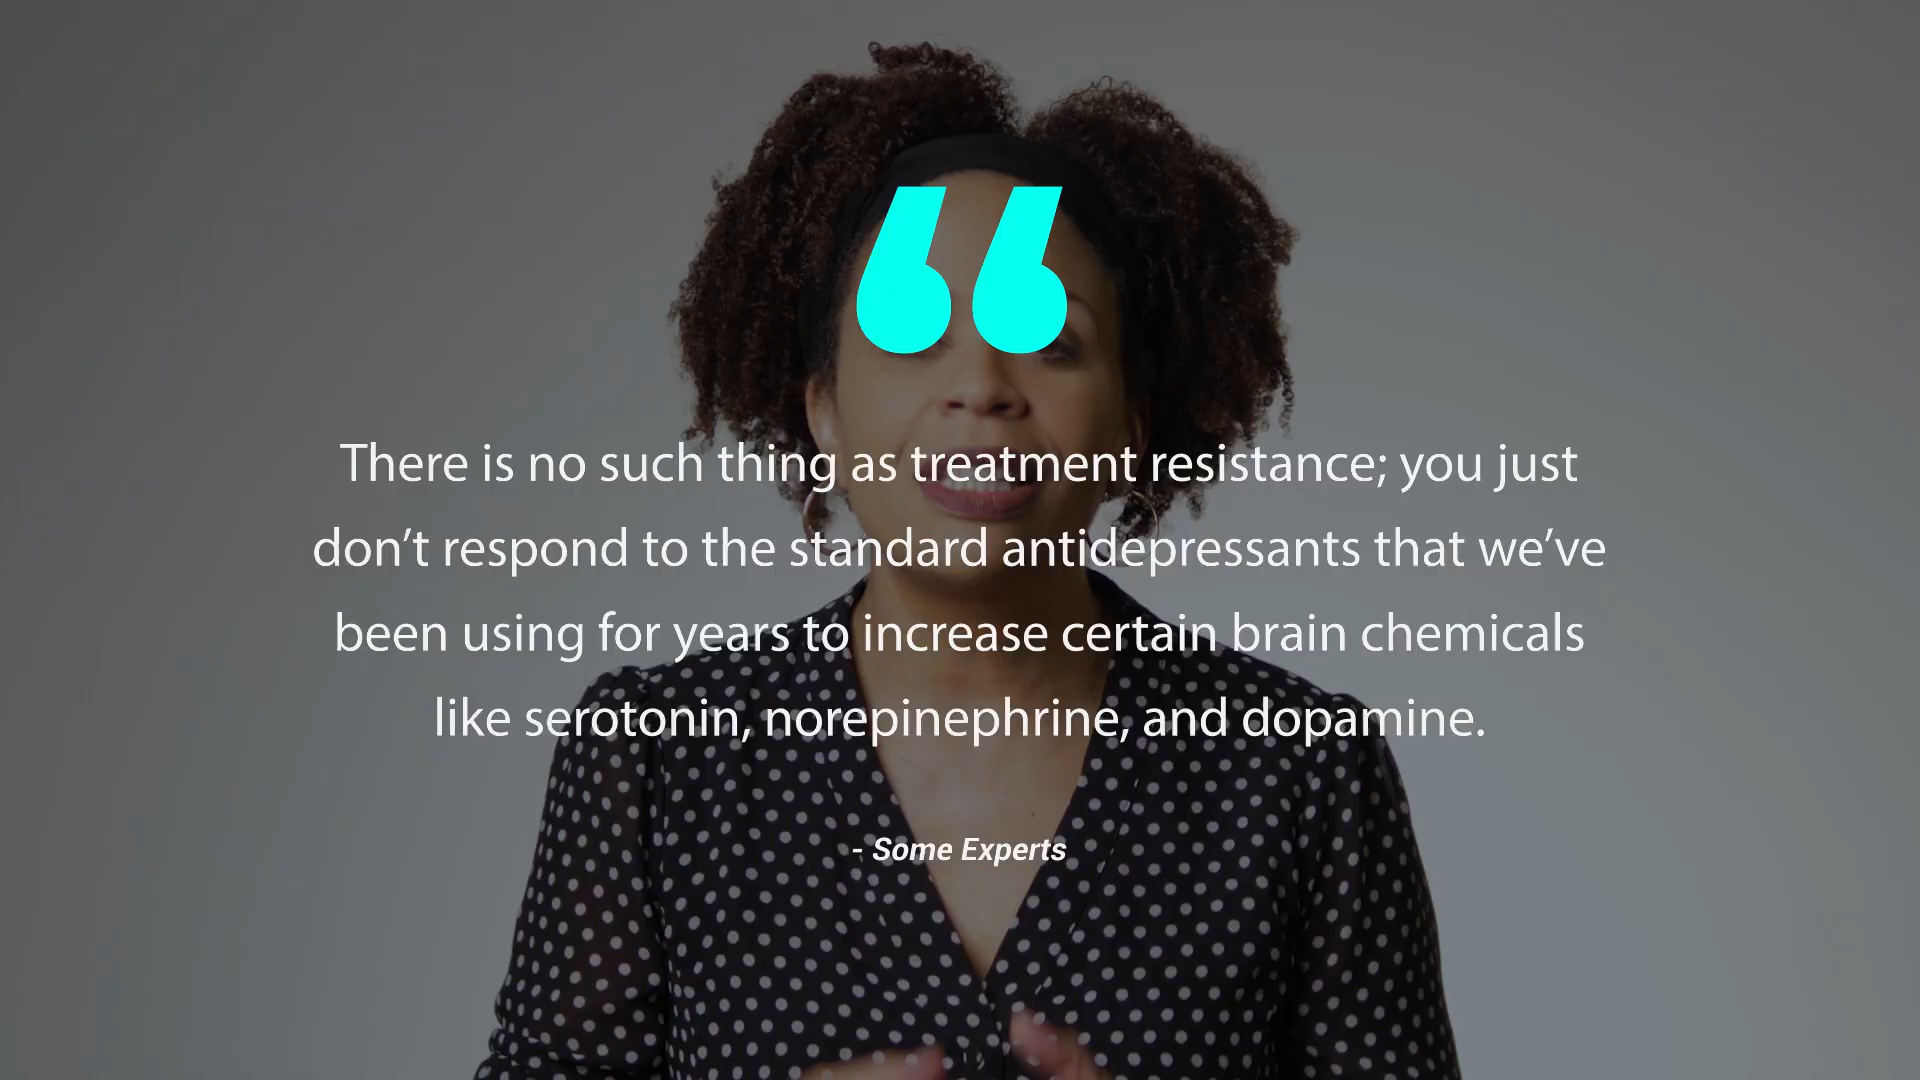 “
There is no such thing as treatment resistance; you just
don’t respond to the standard antidepressants that we’ve
been using for years to increase certain brain chemicals
like serotonin, norepinephrine, and dopamine.
- Some Experts